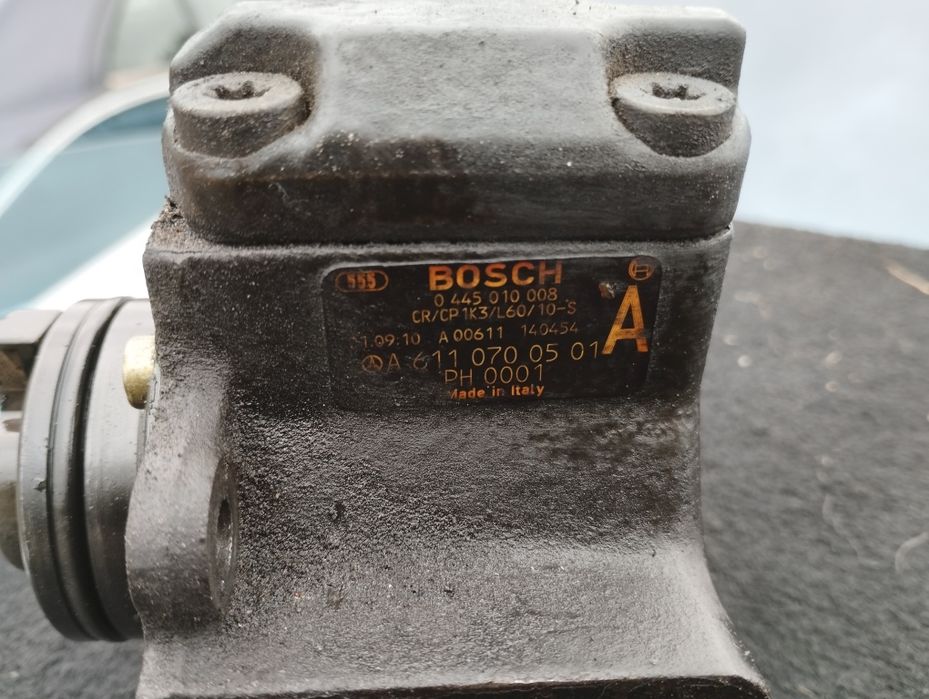 555 BOSCH
0 445 010 008
CR/CP1K3/L60/10-S
1.09.10 A 00611 140454 A
A 611 070 05 01
PH 0001
Made in Italy